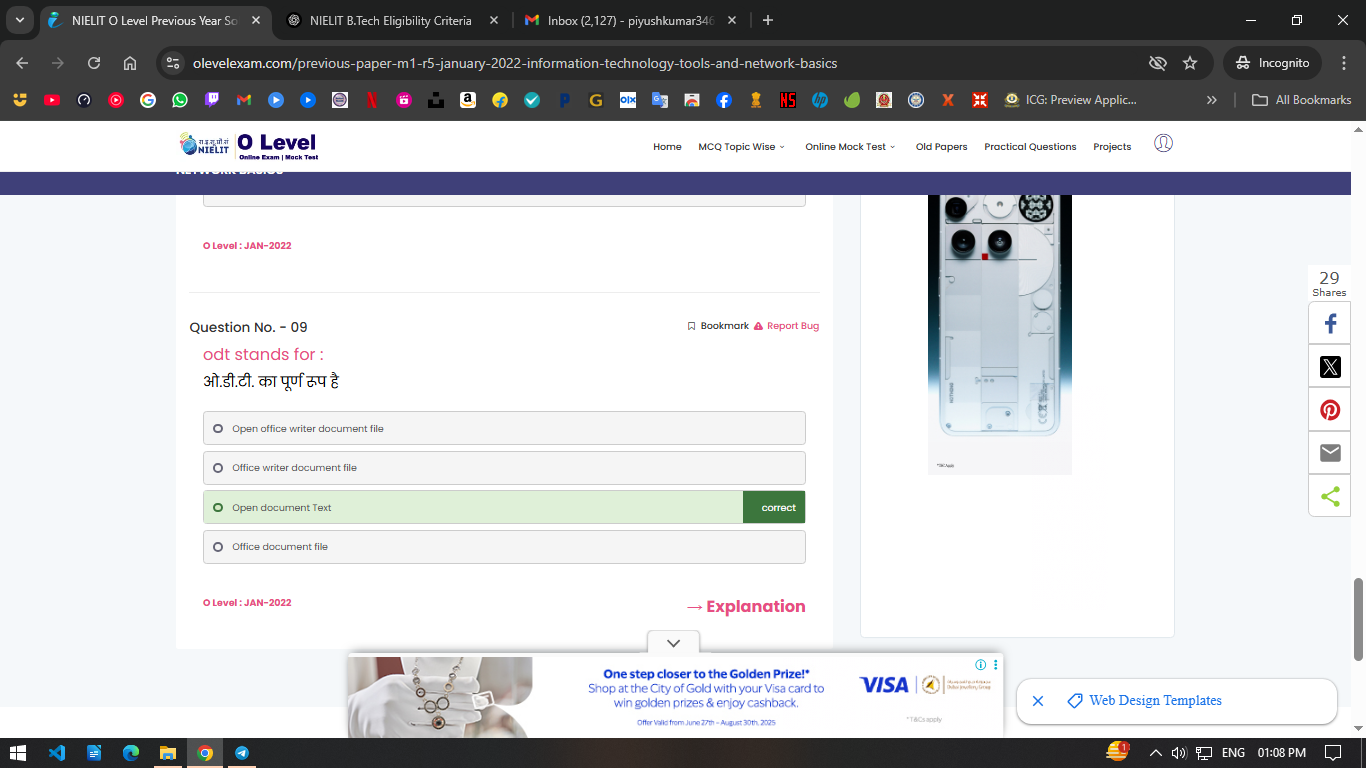 NIELIT O Level Previous Year So
NIELIT B.Tech Eligibility Criteria
Inbox (2,127) - piyushkumar346
olevelexam.com/previous-paper-m1-r5-january-2022-information-technology-tools-and-network-basics
Incognito
ICG: Preview Applic...
All Bookmarks
NIELIT
O Level
Online Exam | Mock Test
Home
MCQ Topic Wise
Online Mock Test
Old Papers
Practical Questions
Projects
NETWORK BASICS
O Level : JAN-2022
29
Shares
Question No. - 09
Bookmark
Report Bug
odt stands for :
ओ.डी.टी. का पूर्ण रूप है
Open office writer document file
Office writer document file
Open document Text
correct
Office document file
O Level : JAN-2022
→ Explanation
One step closer to the Golden Prize!*
Shop at the City of Gold with your Visa card to
win golden prizes & enjoy cashback.
Offer Valid from June 27th – August 30th, 2025
VISA
*T&Cs apply
Web Design Templates
1
ENG
01:08 PM